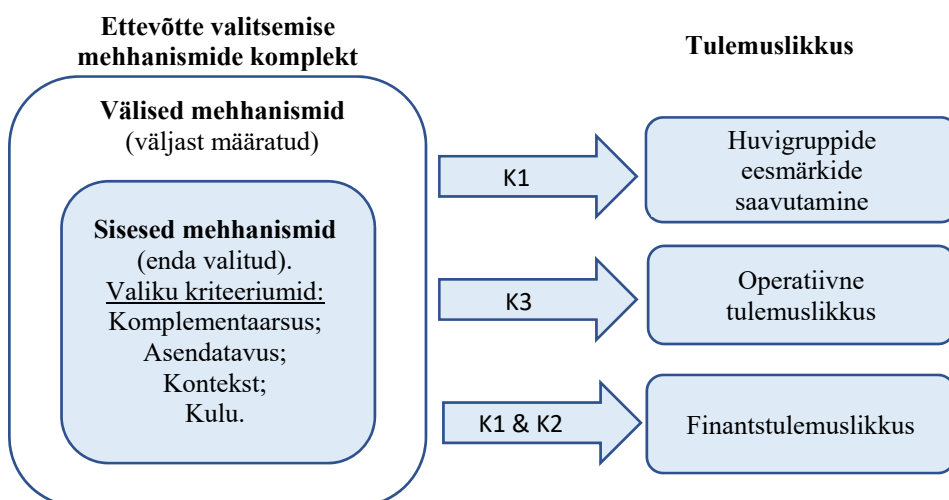 Ettevõtte valitsemise
mehhanismide komplekt
Välised mehhanismid
(väljast määratud)
Sisesed mehhanismid
(enda valitud).
Valiku kriteeriumid:
Komplementaarsus;
Asendatavus;
Kontekst;
Kulu.
K1
K3
K1 & K2
Tulemuslikkus
Huvigruppide
eesmärkide
saavutamine
Operatiivne
tulemuslikkus
Finantstulemuslikkus